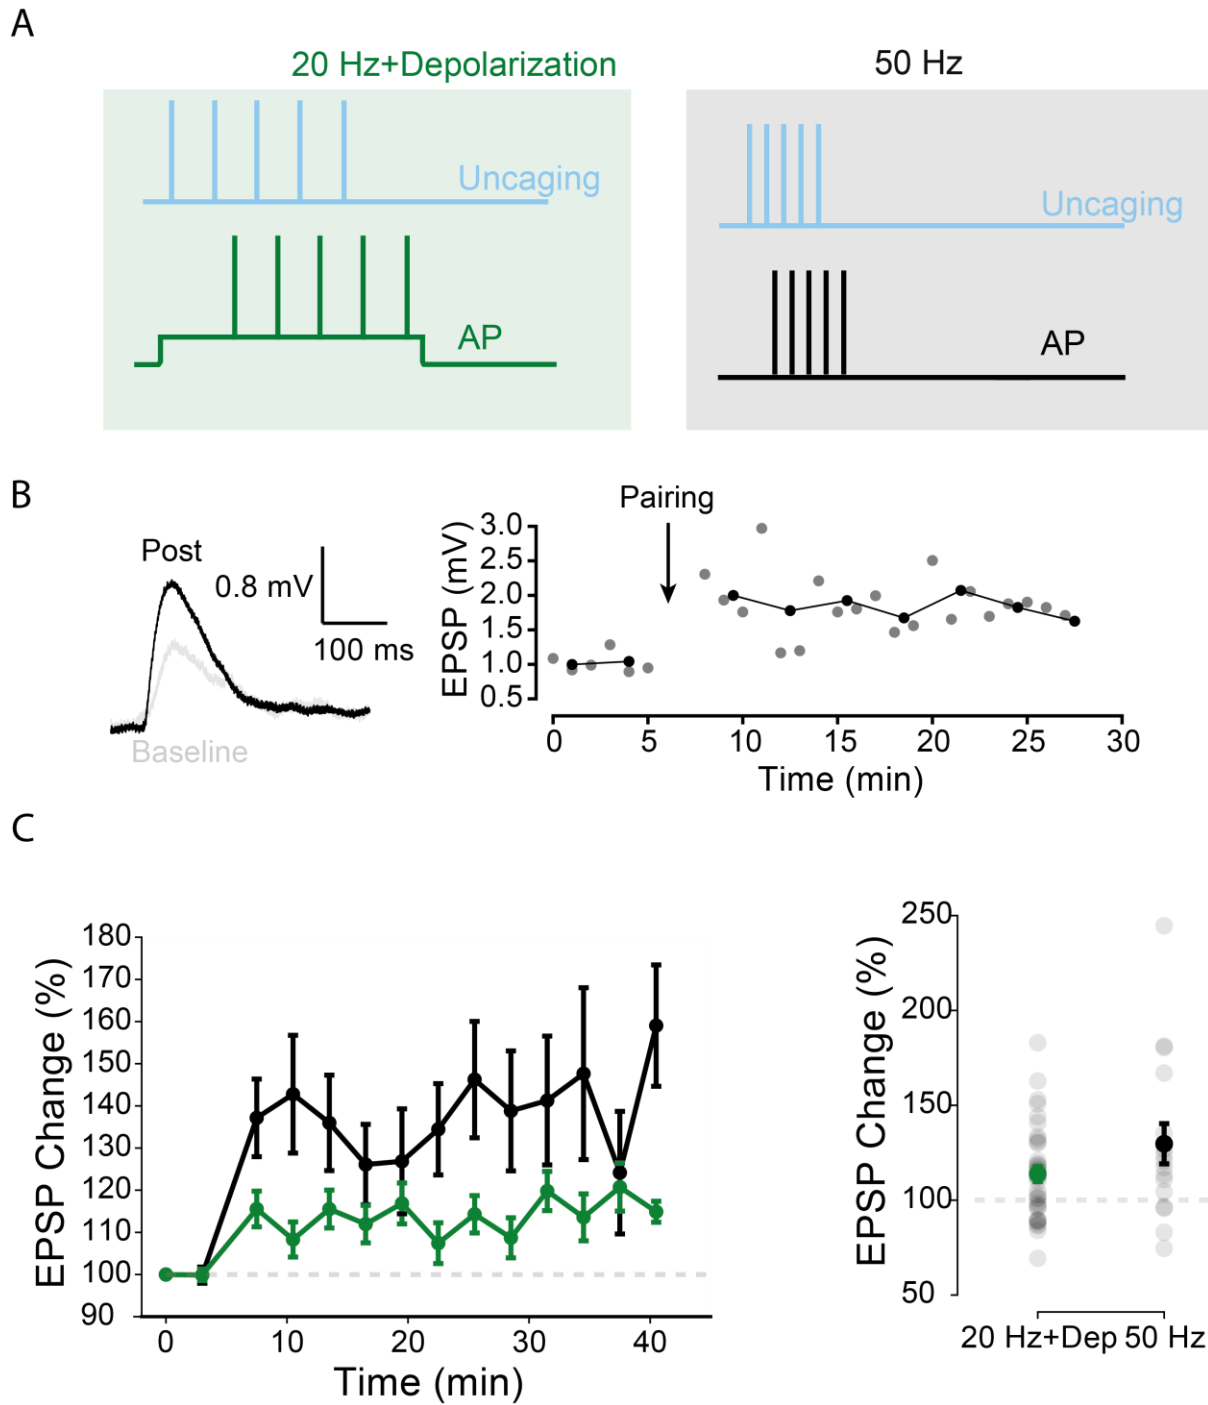 A
20 Hz+Depolarization
50 Hz
Uncaging
AP
Uncaging
AP
B
Post
0.8 mV
100 ms
Baseline
Pairing
EPSP (mV)
3.0
2.5
2.0
1.5
1.0
0.5
0 5 10 15 20 25 30
Time (min)
C
EPSP Change (%)
180
170
160
150
140
130
120
110
100
90
0 10 20 30 40
Time (min)
EPSP Change (%)
250
200
150
100
50
20 Hz+Dep 50 Hz